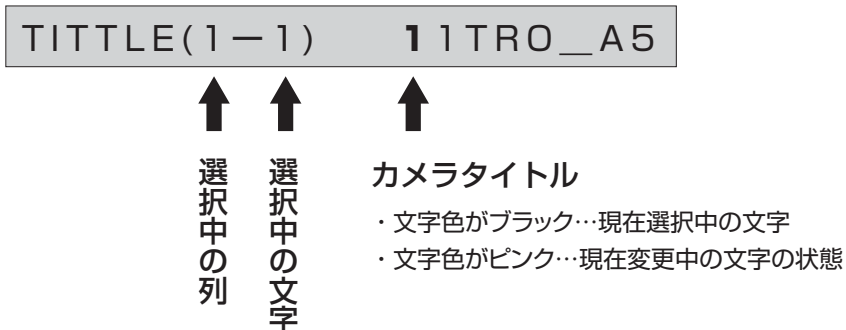 TITTLE(1－1) 11TRO＿A5
選択中の列
選択中の文字
カメラタイトル
・文字色がブラック…現在選択中の文字
・文字色がピンク…現在変更中の文字の状態